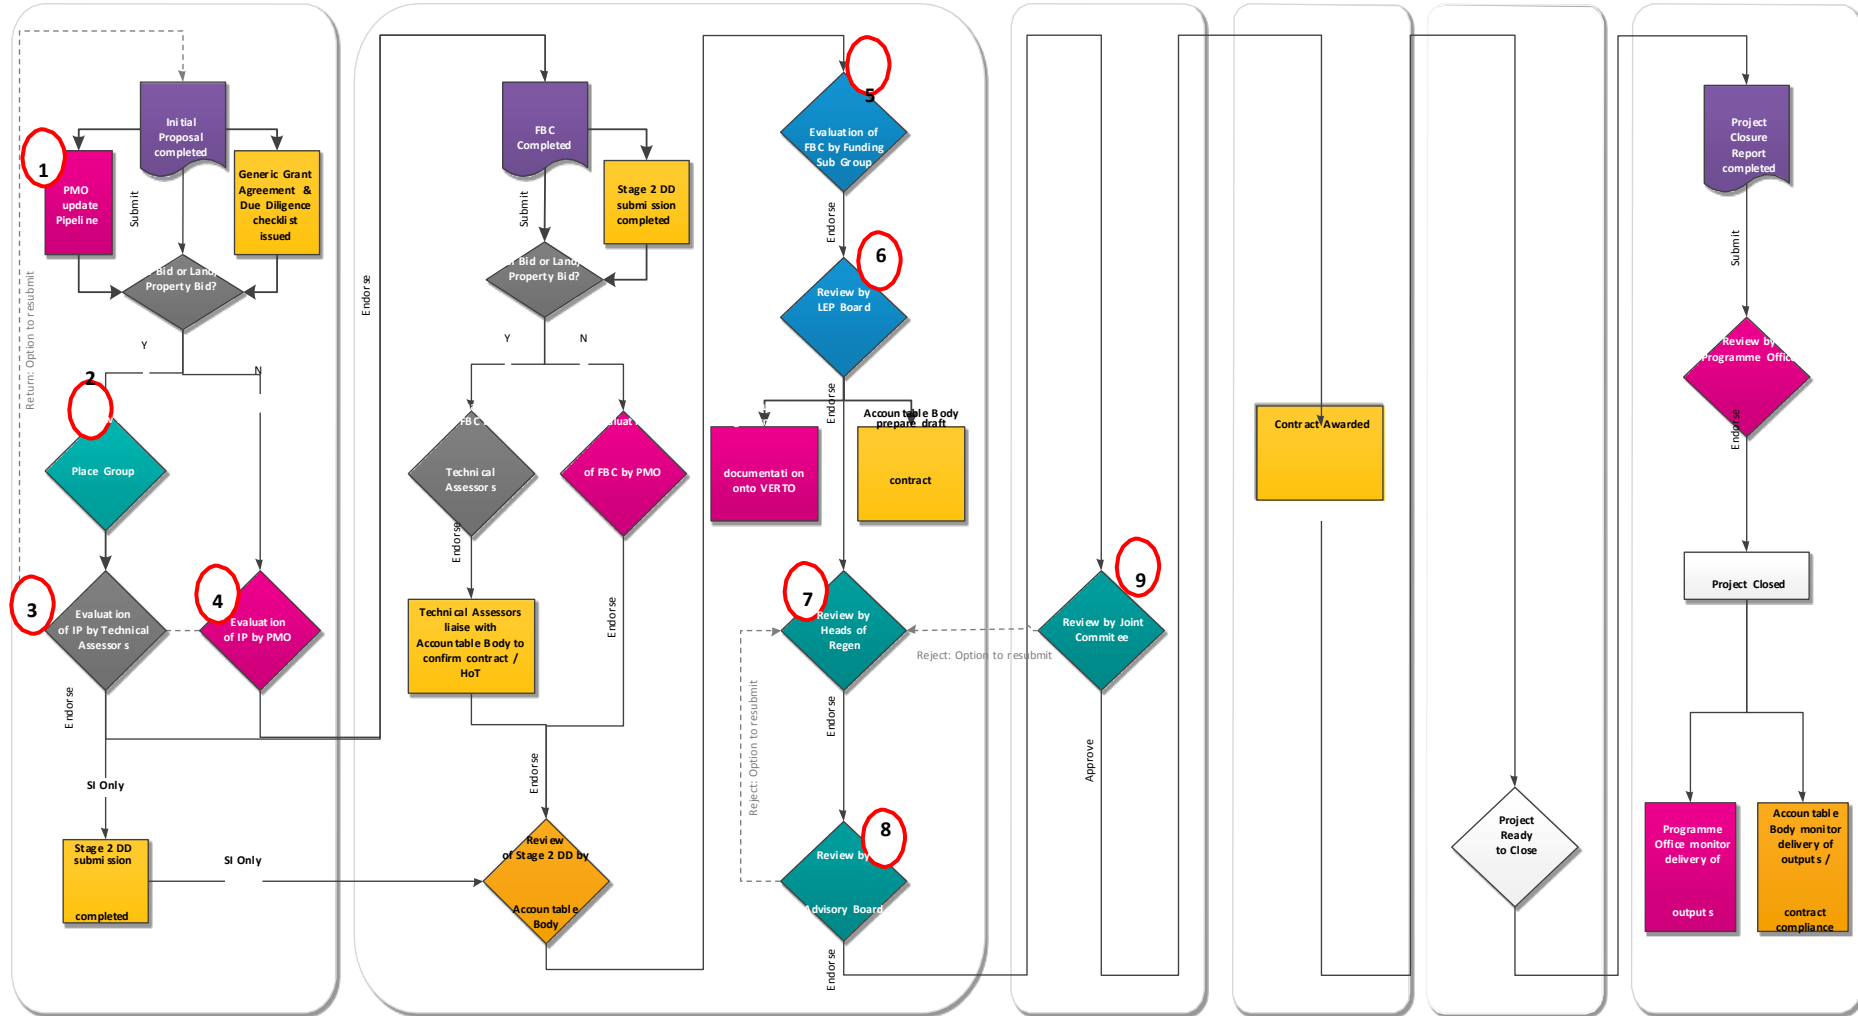 Initial
Proposal
completed
1
PMO
update
Pipeline
Submit
Generic Grant
Agreement &
Due Diligence
checklist
issued
Bid or Land,
Property Bid?
Return: Option to resubmit
Y
N
2
Place Group
3
Evaluation
of IP by Technical
Assessors
4
Evaluation
of IP by PMO
Endorse
SI Only
Stage 2 DD
submission
completed
SI Only
Endorse
FBC
Completed
Submit
Stage 2 DD
submission
completed
Bid or Land,
Property Bid?
Y
N
FBC
Technical
Assessors
of FBC by PMO
Endorse
Technical Assessors
liaise with
Accountable Body to
confirm contract /
HoT
Endorse
Endorse
Review
of Stage 2 DD by
Accountable
Body
5
Evaluation of
FBC by Funding
Sub Group
Endorse
6
Review by
LEP Board
Endorse
documentation
onto VERTO
Accountable Body
prepare draft
contract
7
Review by
Heads of
Regen
Reject: Option to resubmit
Endorse
8
Review by
Advisory Board
Endorse
9
Review by Joint
Commitee
Reject: Option to resubmit
Approve
Contract Awarded
Project
Ready
to Close
Project
Closure
Report
completed
Submit
Review by
Programme Office
Endorse
Project Closed
Programme
Office monitor
delivery of
outputs
Accountable
Body monitor
delivery of
outputs /
contract
compliance